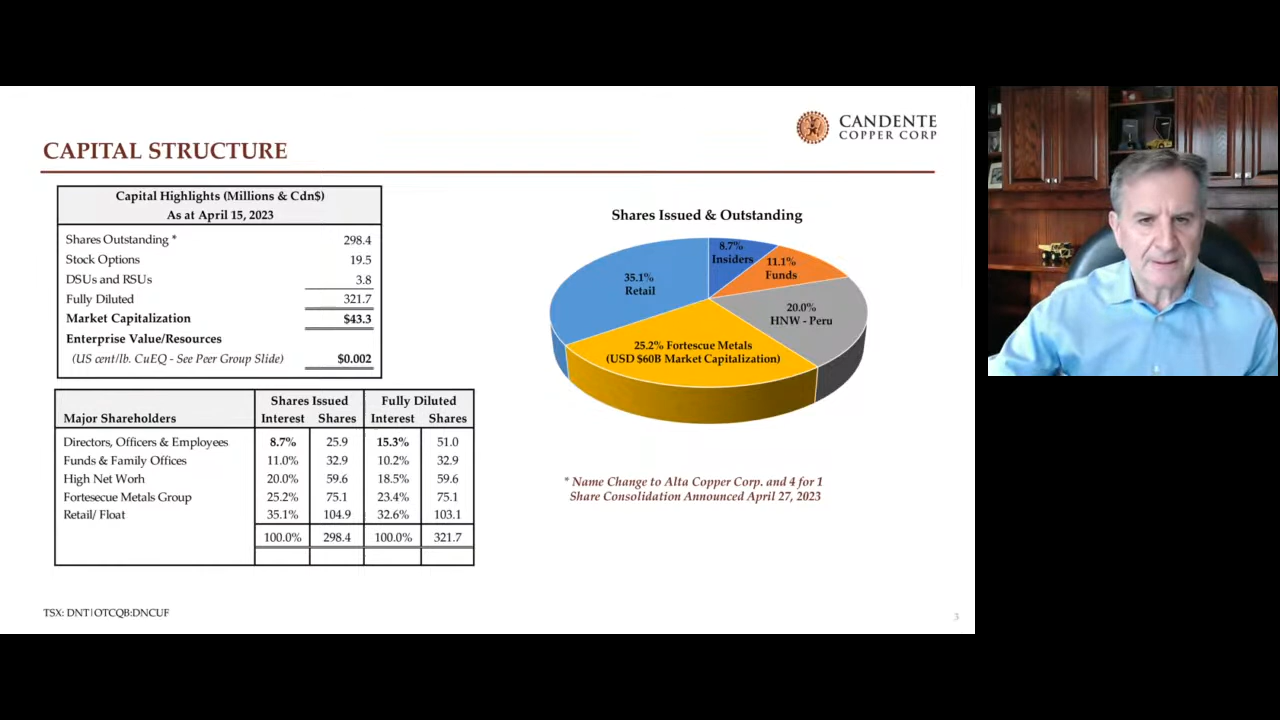 CANDENTE
COPPER CORP
CAPITAL STRUCTURE
Capital Highlights (Millions & Cdn$)
As at April 15, 2023
Shares Outstanding * 298.4
Stock Options 19.5
DSUs and RSUs 3.8
Fully Diluted 321.7
Market Capitalization $43.3
Enterprise Value/Resources
(US cent/lb. CuEQ - See Peer Group Slide) $0.002
Shares Issued Fully Diluted
Major Shareholders Interest Shares Interest Shares
Directors, Officers & Employees 8.7% 25.9 15.3% 51.0
Funds & Family Offices 11.0% 32.9 10.2% 32.9
High Net Worh 20.0% 59.6 18.5% 59.6
Fortesecue Metals Group 25.2% 75.1 23.4% 75.1
Retail/ Float 35.1% 104.9 32.6% 103.1
100.0% 298.4 100.0% 321.7
Shares Issued & Outstanding
8.7%
Insiders
11.1%
Funds
35.1%
Retail
20.0%
HNW - Peru
25.2% Fortescue Metals
(USD $60B Market Capitalization)
* Name Change to Alta Copper Corp. and 4 for 1
Share Consolidation Announced April 27, 2023
TSX: DNT|OTCQB:DNCUF
3